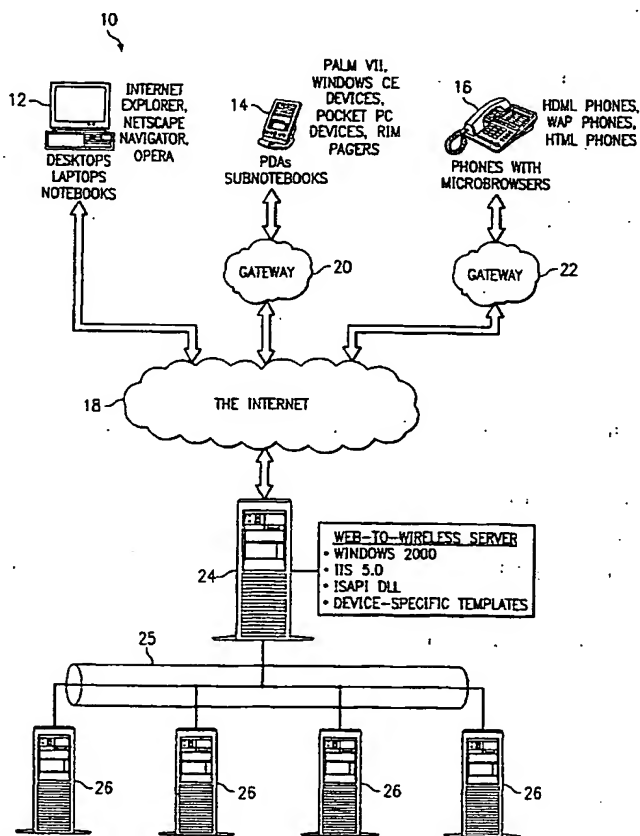 10
12
INTERNET
EXPLORER,
NETSCAPE
NAVIGATOR,
OPERA
DESKTOPS
LAPTOPS
NOTEBOOKS
14
PALM VII,
WINDOWS CE
DEVICES,
POCKET PC
DEVICES, RIM
PAGERS
PDAs
SUBNOTEBOOKS
16
HDML PHONES,
WAP PHONES,
HTML PHONES
PHONES WITH
MICROBROWSERS
GATEWAY
20
GATEWAY
22
18
THE INTERNET
24
WEB-TO-WIRELESS SERVER
• WINDOWS 2000
• IIS 5.0
• ISAPI DLL
• DEVICE-SPECIFIC TEMPLATES
25
26
26
26
26